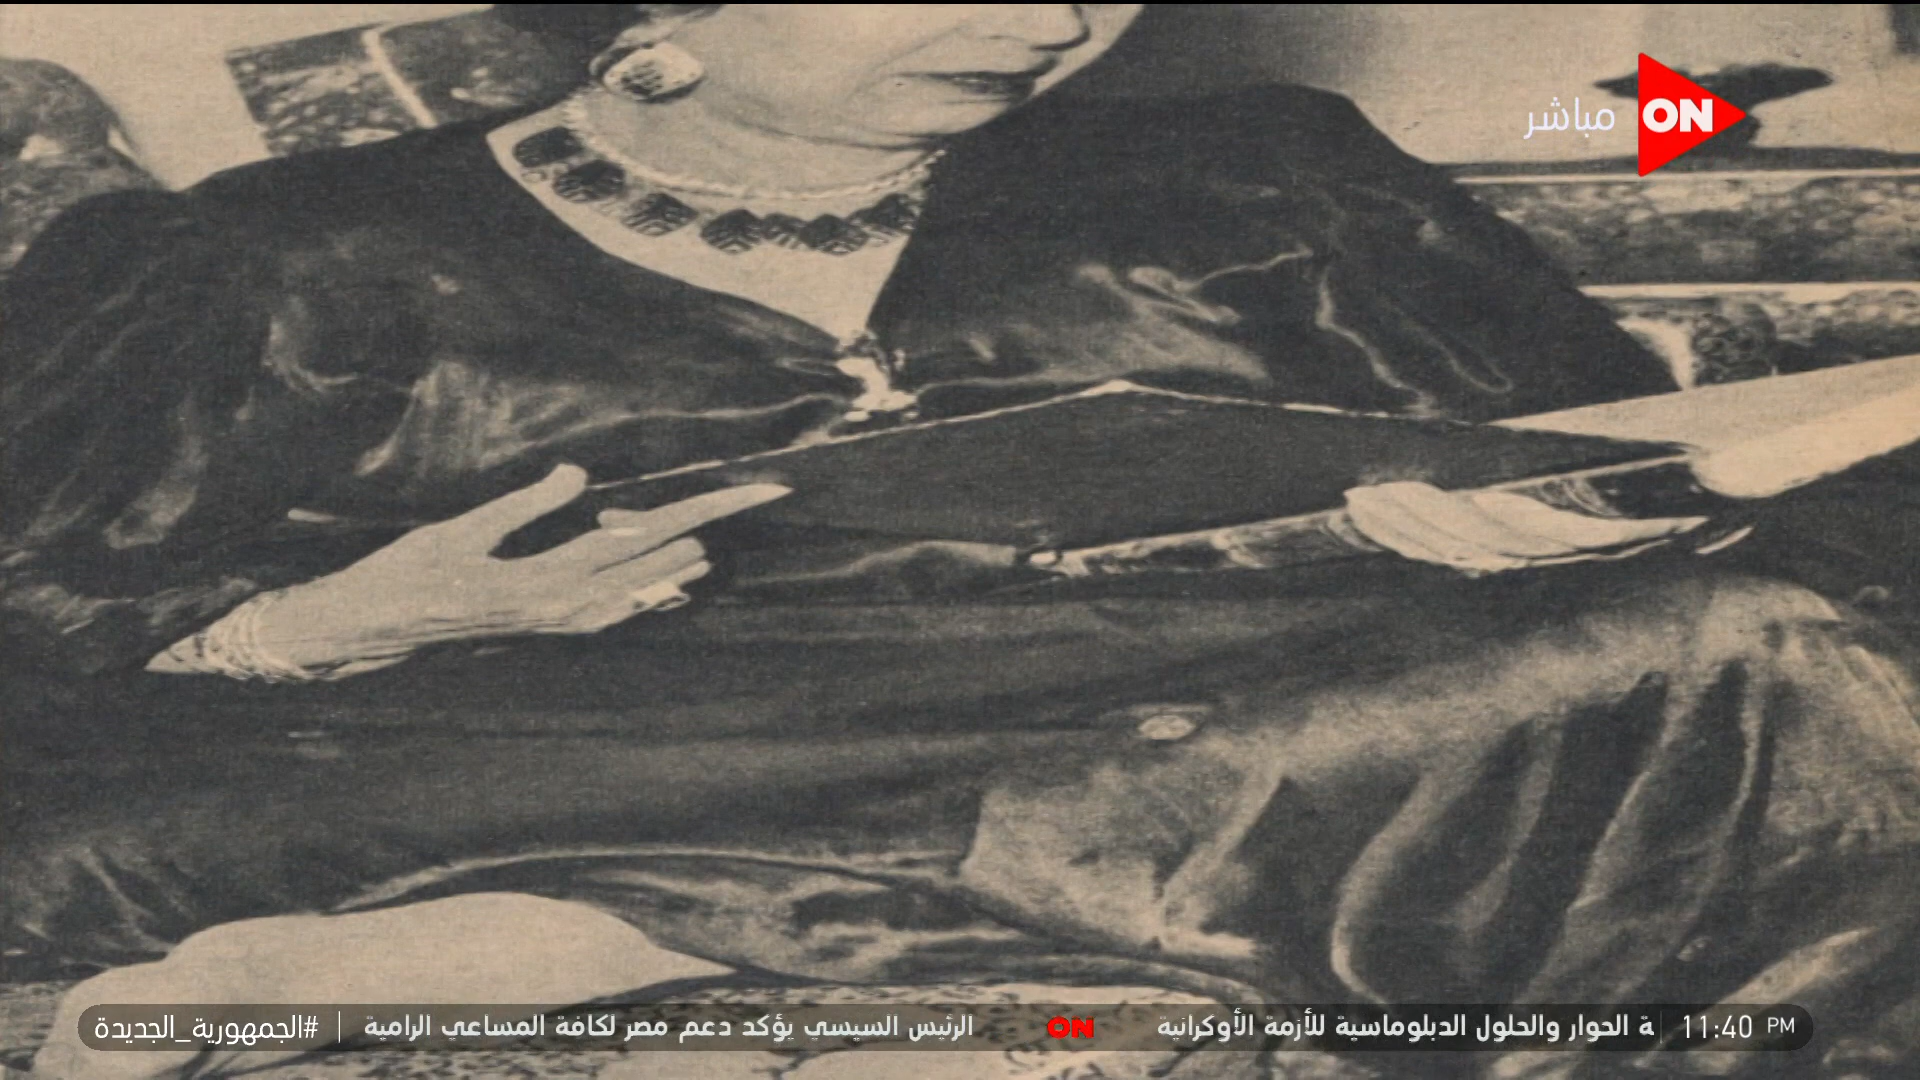 مباشر ON
11:40 PM
ة الحوار والحلول الدبلوماسية للأزمة الأوكرانية ON الرئيس السيسي يؤكد دعم مصر لكافة المساعي الرامية
#الجمهورية_الجديدة